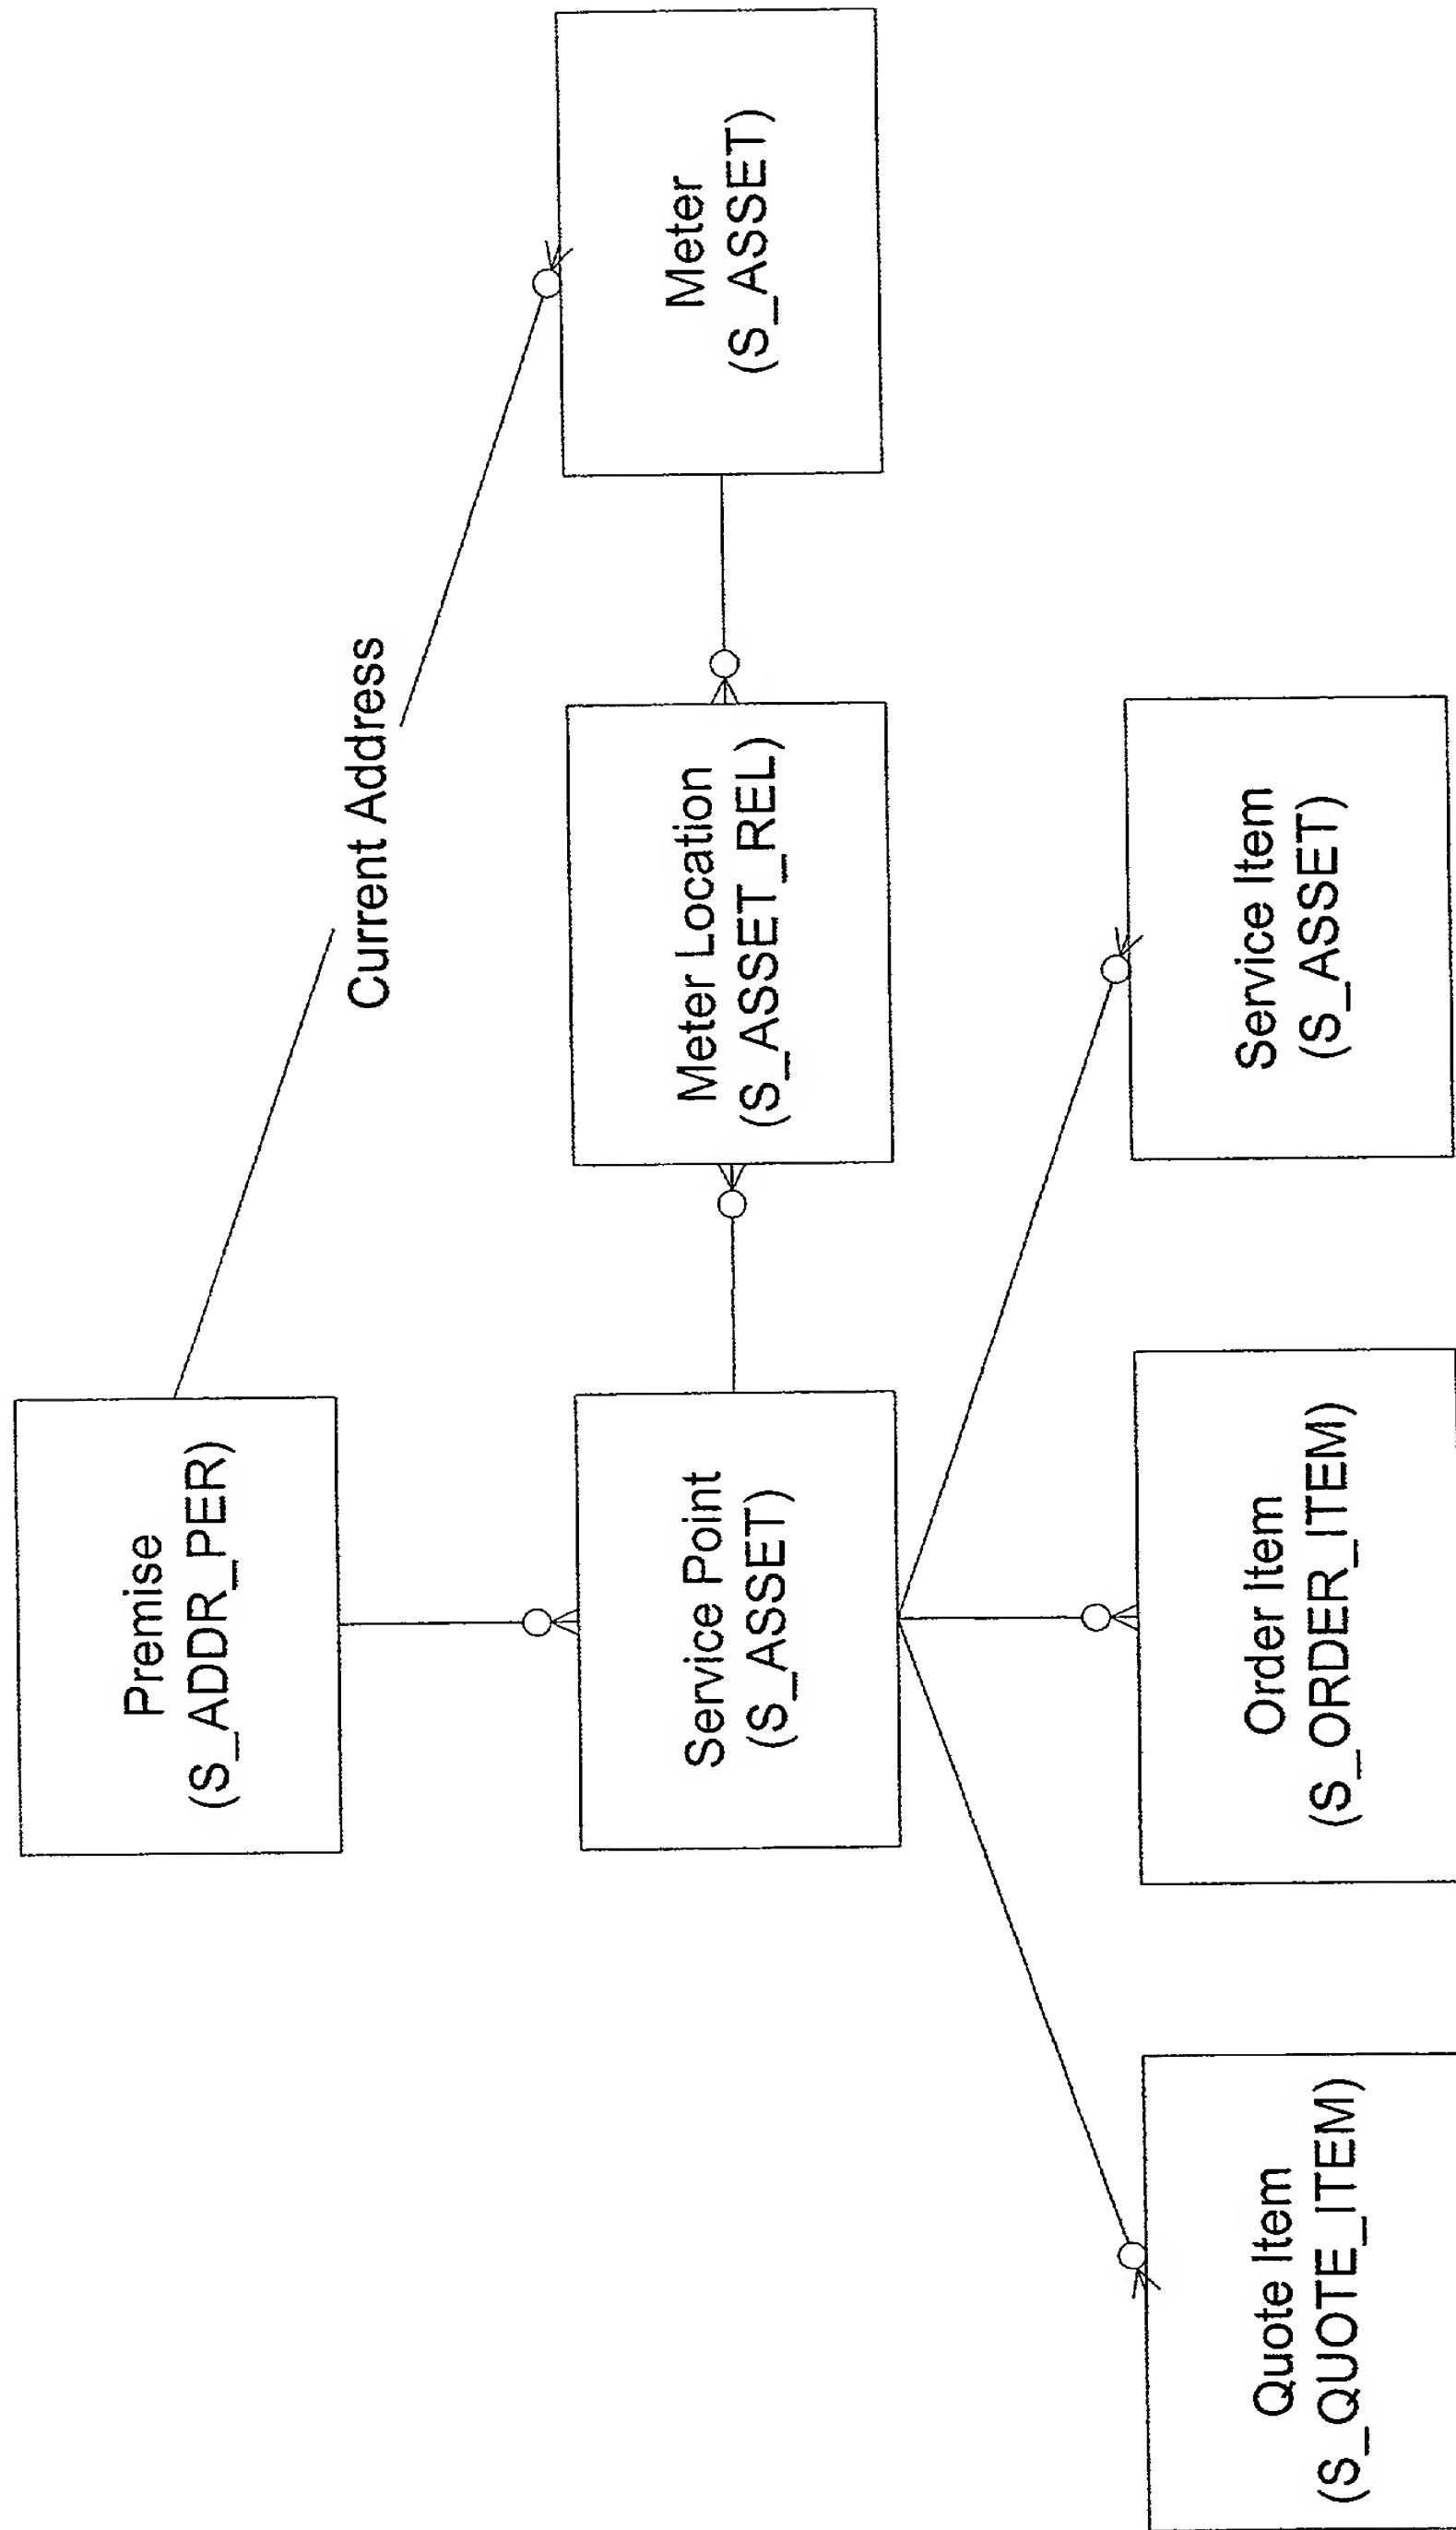 Premise
(S_ADDR_PER)
Current Address
Service Point
(S_ASSET)
Meter Location
(S_ASSET_REL)
Meter
(S_ASSET)
Quote Item
(S_QUOTE_ITEM)
Order Item
(S_ORDER_ITEM)
Service Item
(S_ASSET)